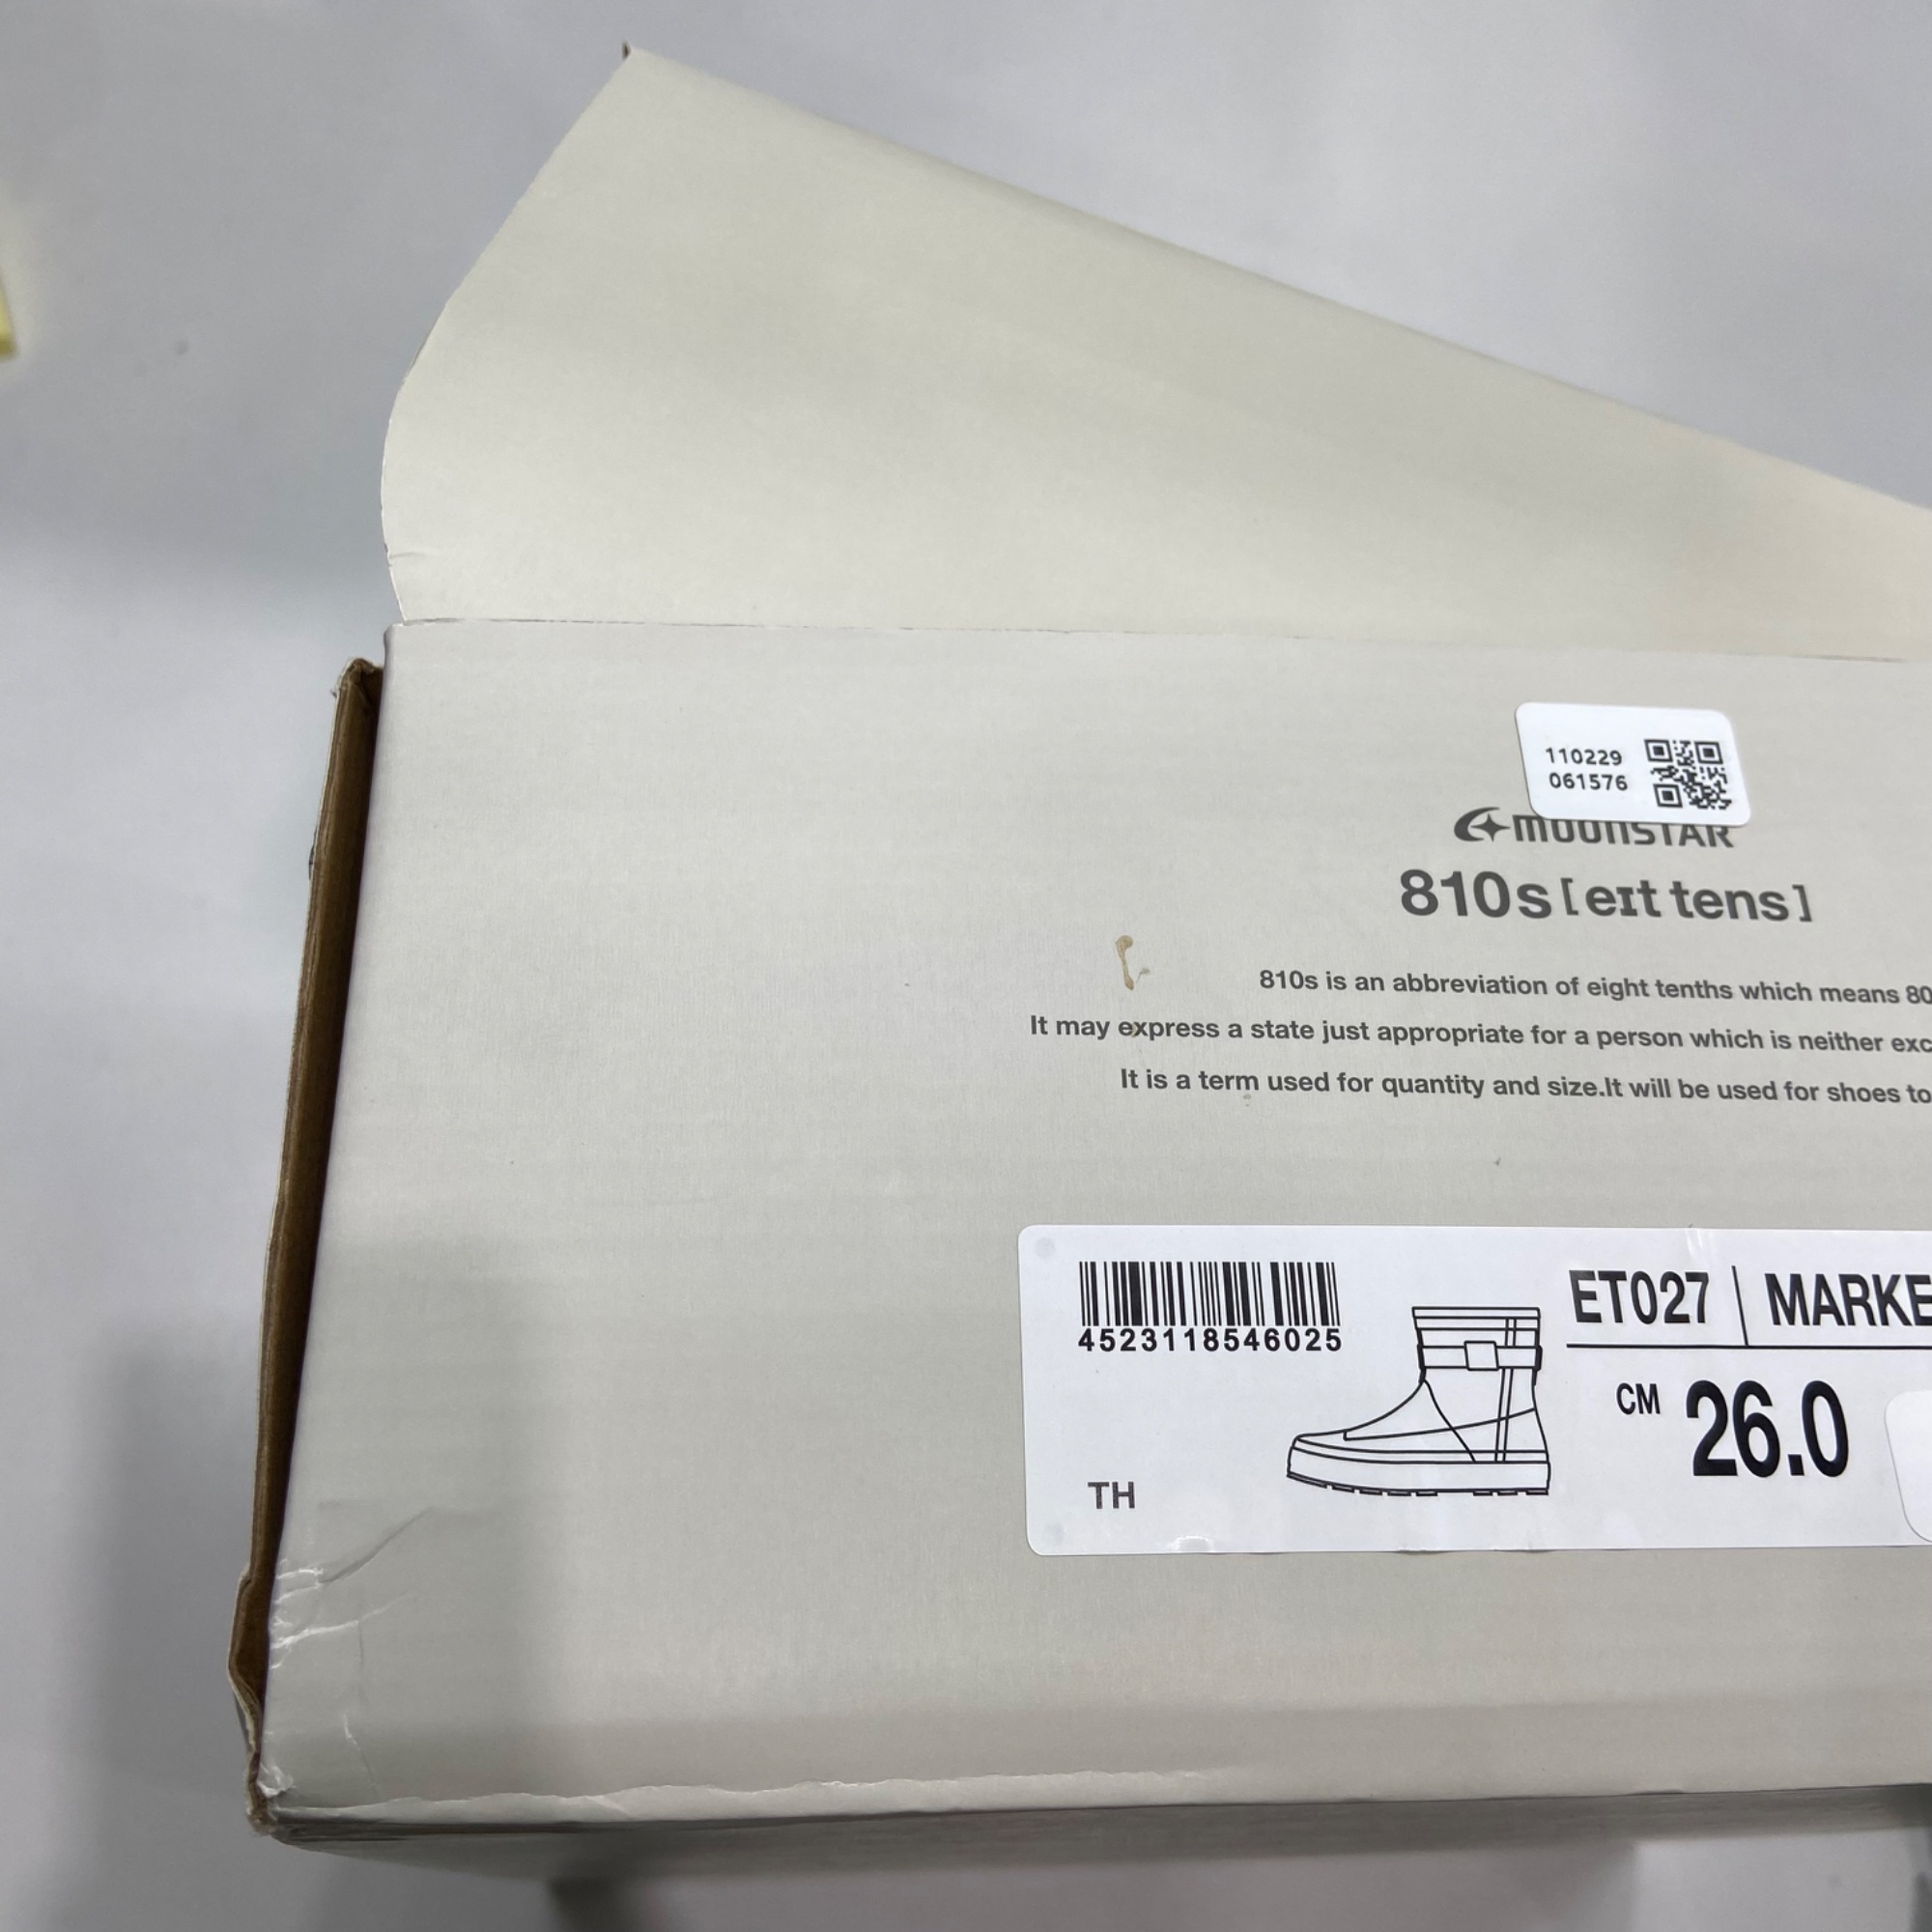 110229
061576
MOONSTAR
810s [eɪt tens]
810s is an abbreviation of eight tenths which means 80
It may express a state just appropriate for a person which is neither exc
It is a term used for quantity and size.It will be used for shoes to
4523118546025
ET027 | MARKE
CM 26.0
TH